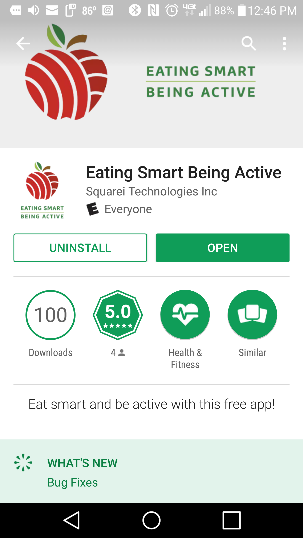 86° 4G 88% 12:46 PM
EATING SMART
BEING ACTIVE
Eating Smart Being Active
Squarei Technologies Inc
EATING SMART
BEING ACTIVE
E Everyone
UNINSTALL
OPEN
100
5.0
Downloads
4
Health &
Fitness
Similar
Eat smart and be active with this free app!
WHAT'S NEW
Bug Fixes